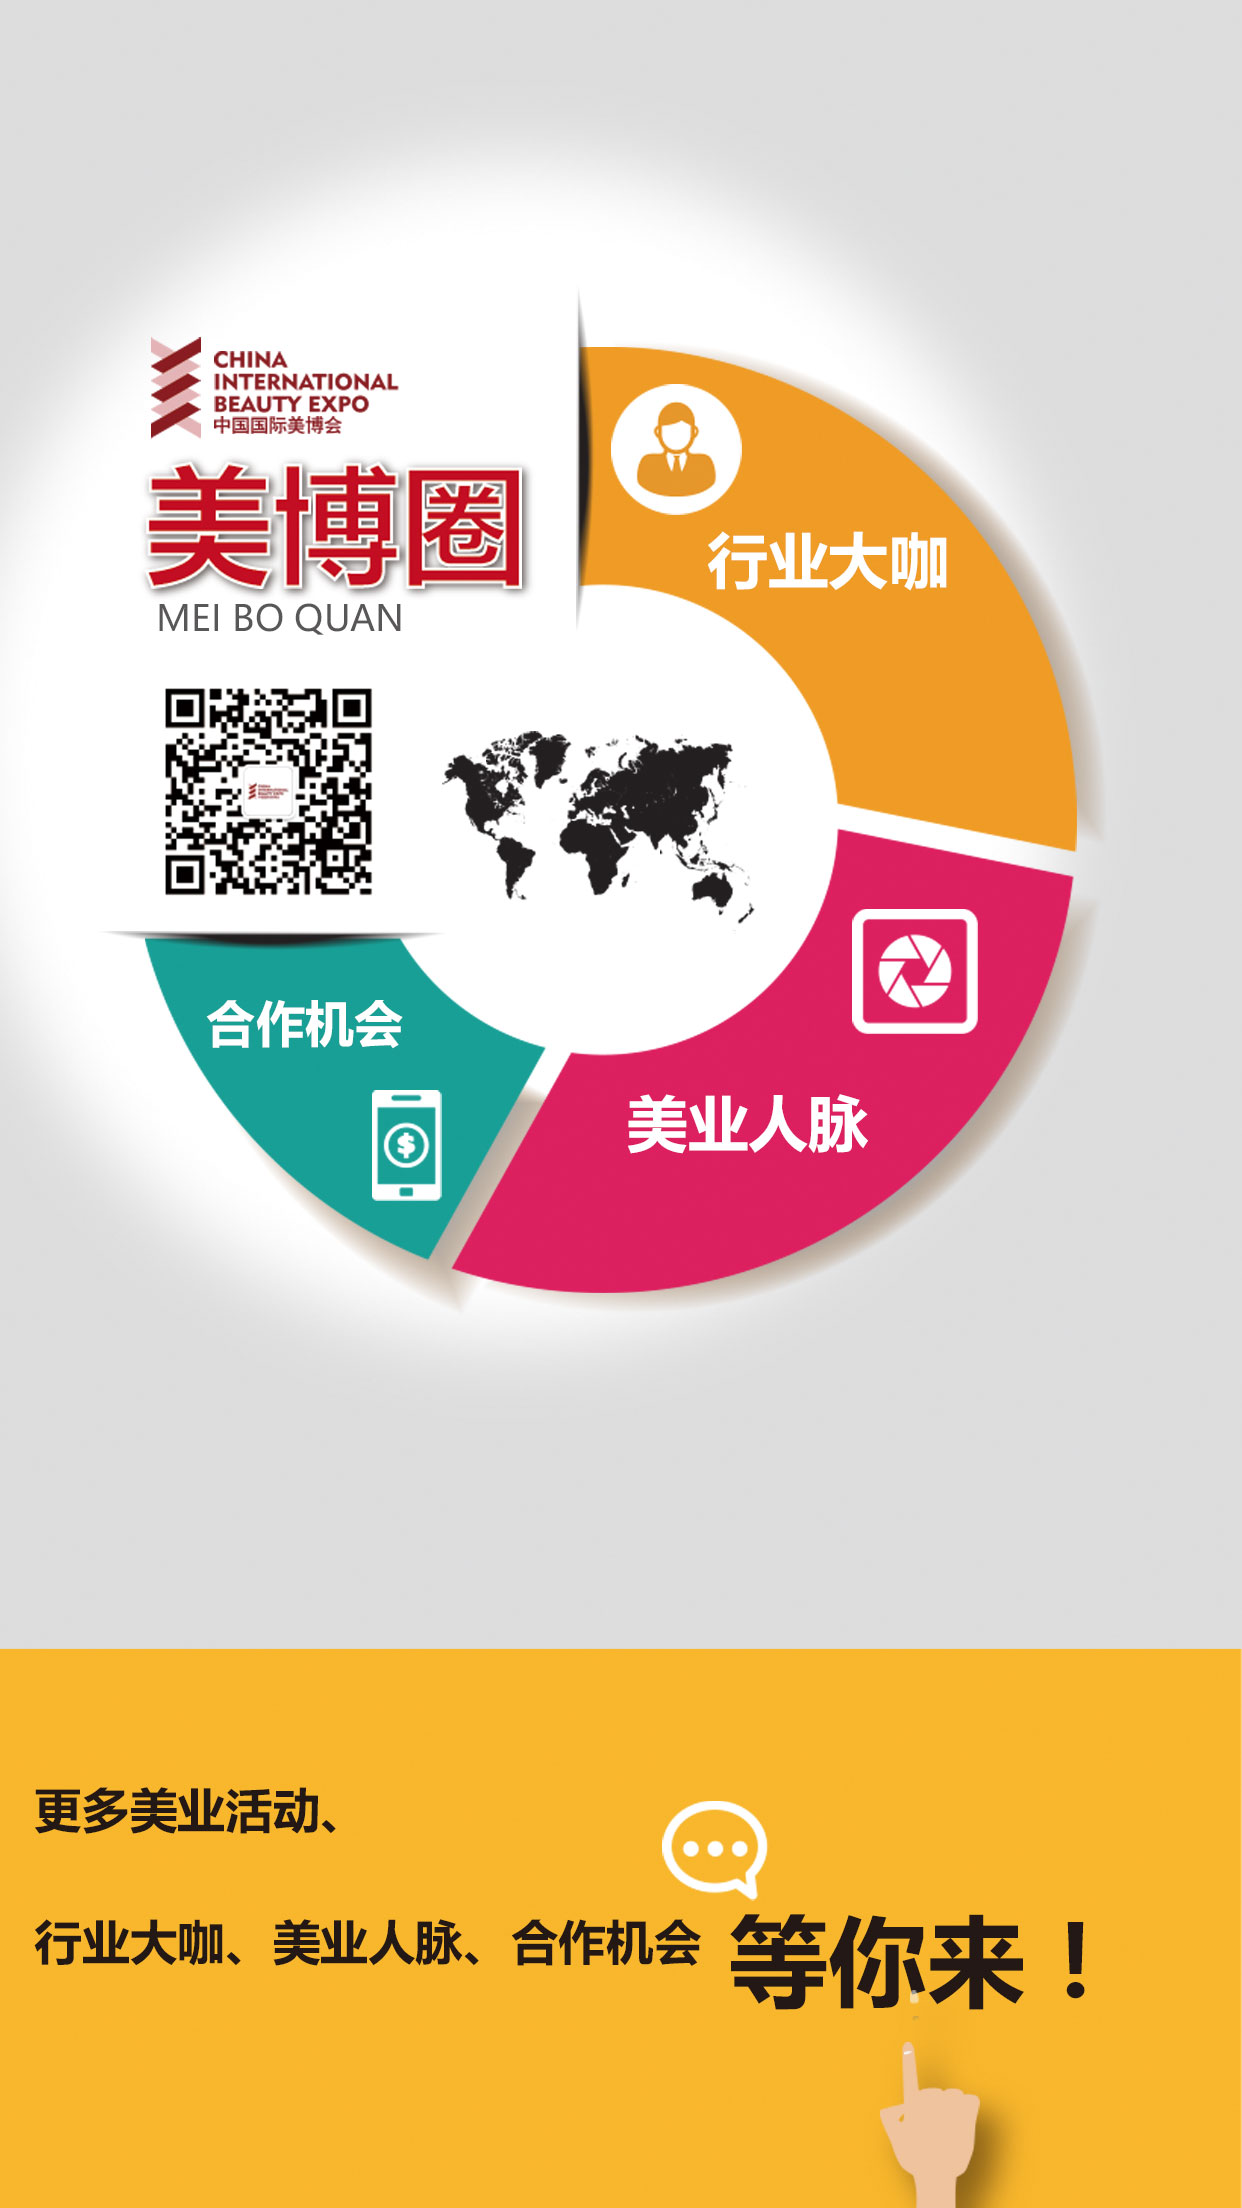 CHINA
INTERNATIONAL
BEAUTY EXPO
中国国际美博会
美博圈
MEI BO QUAN
行业大咖
合作机会
美业人脉
更多美业活动、
行业大咖、美业人脉、合作机会 等你来！